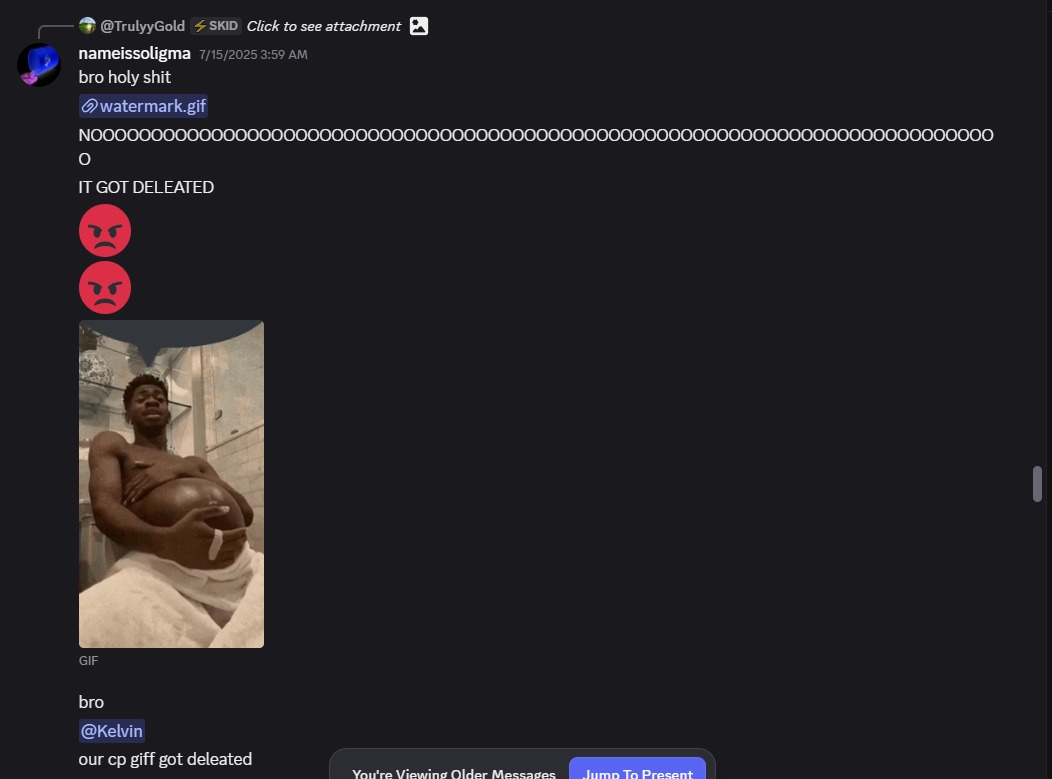 @TrulyyGold SKID Click to see attachment
nameissoligma 7/15/2025 3:59 AM
bro holy shit
watermark.gif
NOOOOOOOOOOOOOOOOOOOOOOOOOOOOOOOOOOOOOOOOOOOOOOOOOOOOOOOOOOOOOOOOOOOOOOOOOO
O
IT GOT DELEATED
GIF
bro
@Kelvin
our cp giff got deleated
You're Viewing Older Messages Jump To Present